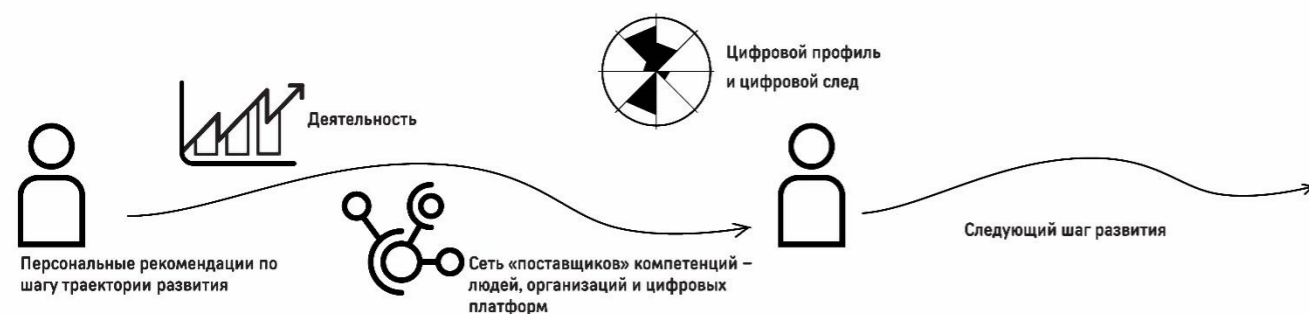 Цифровой профиль
и цифровой след
Деятельность
Персональные рекомендации по
шагу траектории развития
Сеть «поставщиков» компетенций –
людей, организаций и цифровых
платформ
Следующий шаг развития